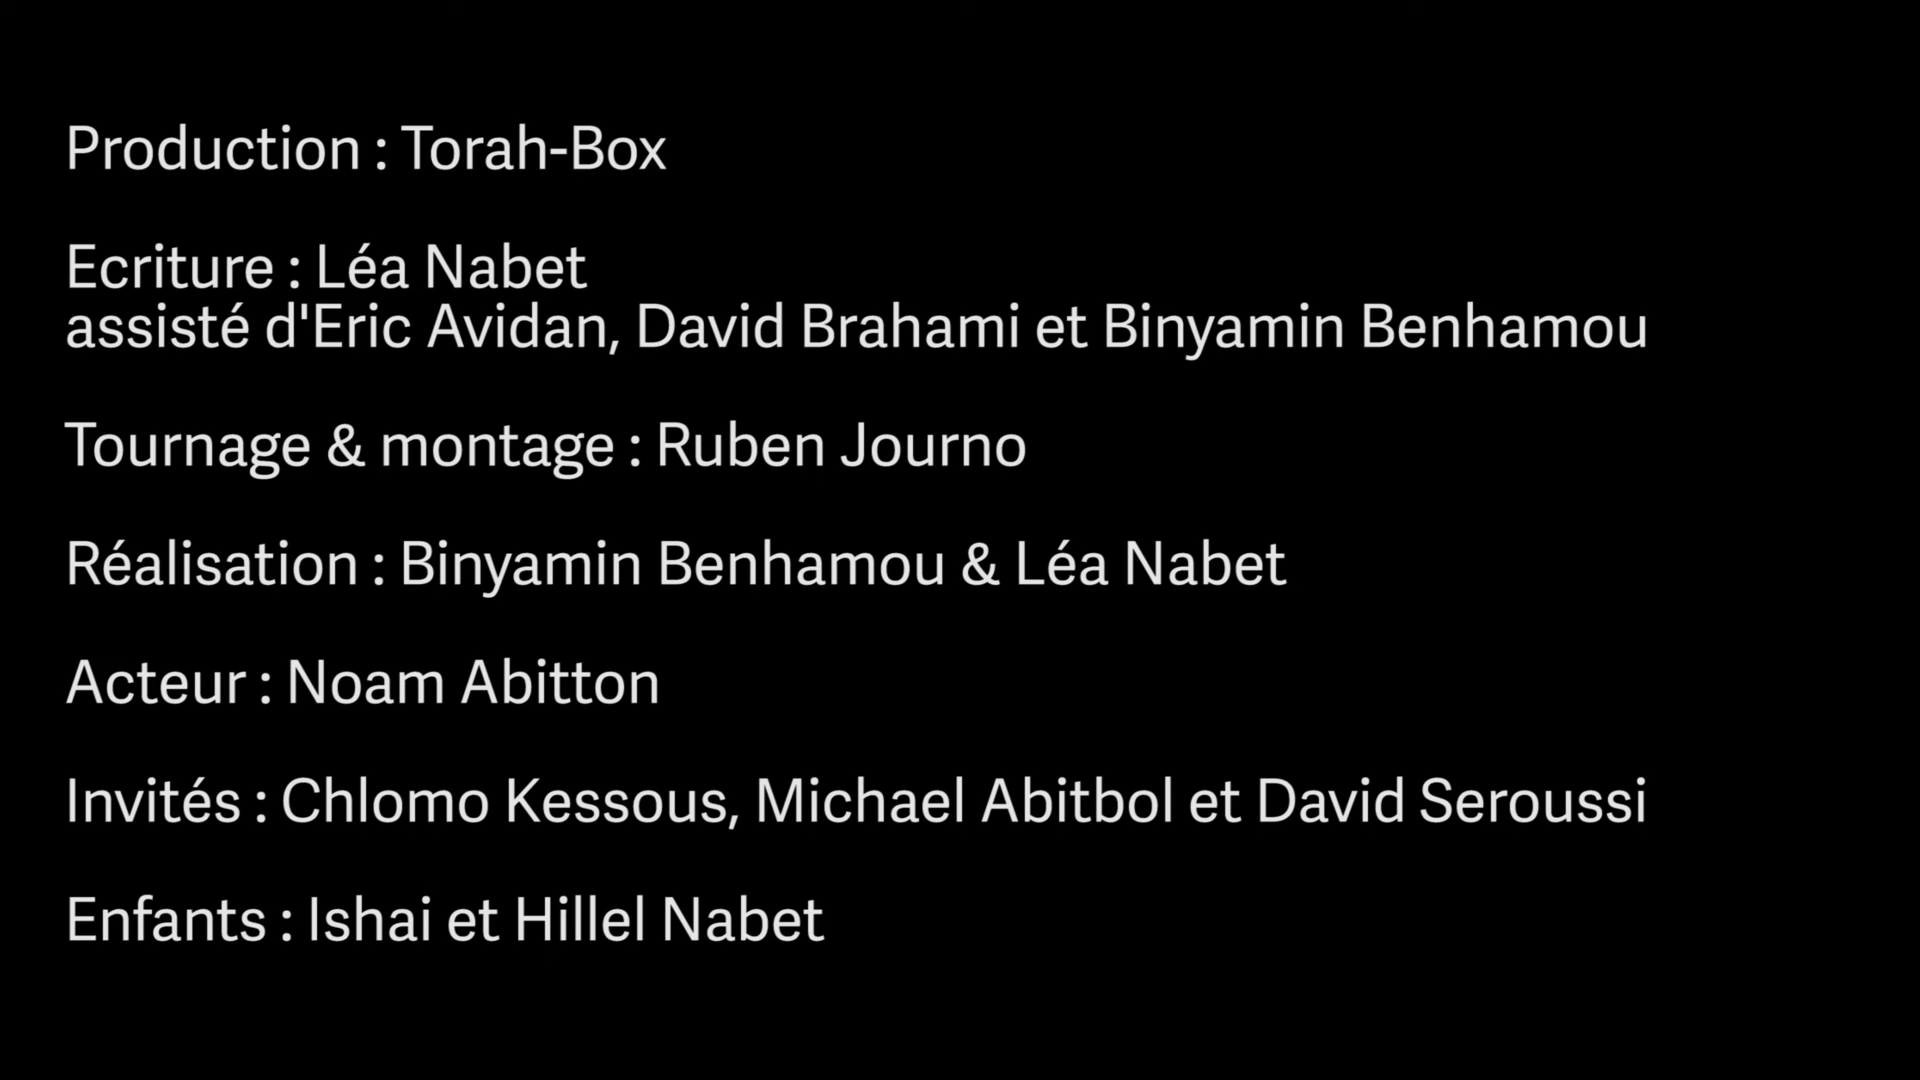 Production : Torah-Box
Ecriture : Léa Nabet
assisté d'Eric Avidan, David Brahami et Binyamin Benhamou
Tournage & montage : Ruben Journo
Réalisation : Binyamin Benhamou & Léa Nabet
Acteur : Noam Abitton
Invités : Chlomo Kessous, Michael Abitbol et David Seroussi
Enfants : Ishai et Hillel Nabet